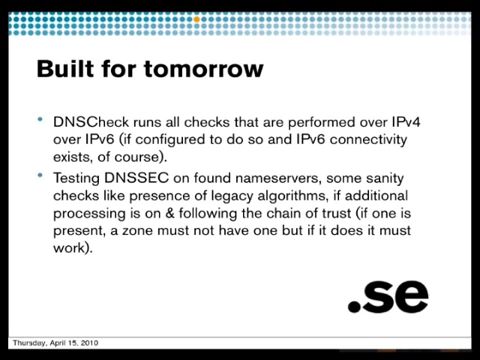 Built for tomorrow
• DNSCheck runs all checks that are performed over IPv4
over IPv6 (if configured to do so and IPv6 connectivity
exists, of course).
• Testing DNSSEC on found nameservers, some sanity
checks like presence of legacy algorithms, if additional
processing is on & following the chain of trust (if one is
present, a zone must not have one but if it does it must
work).
.se
Thursday, April 15, 2010